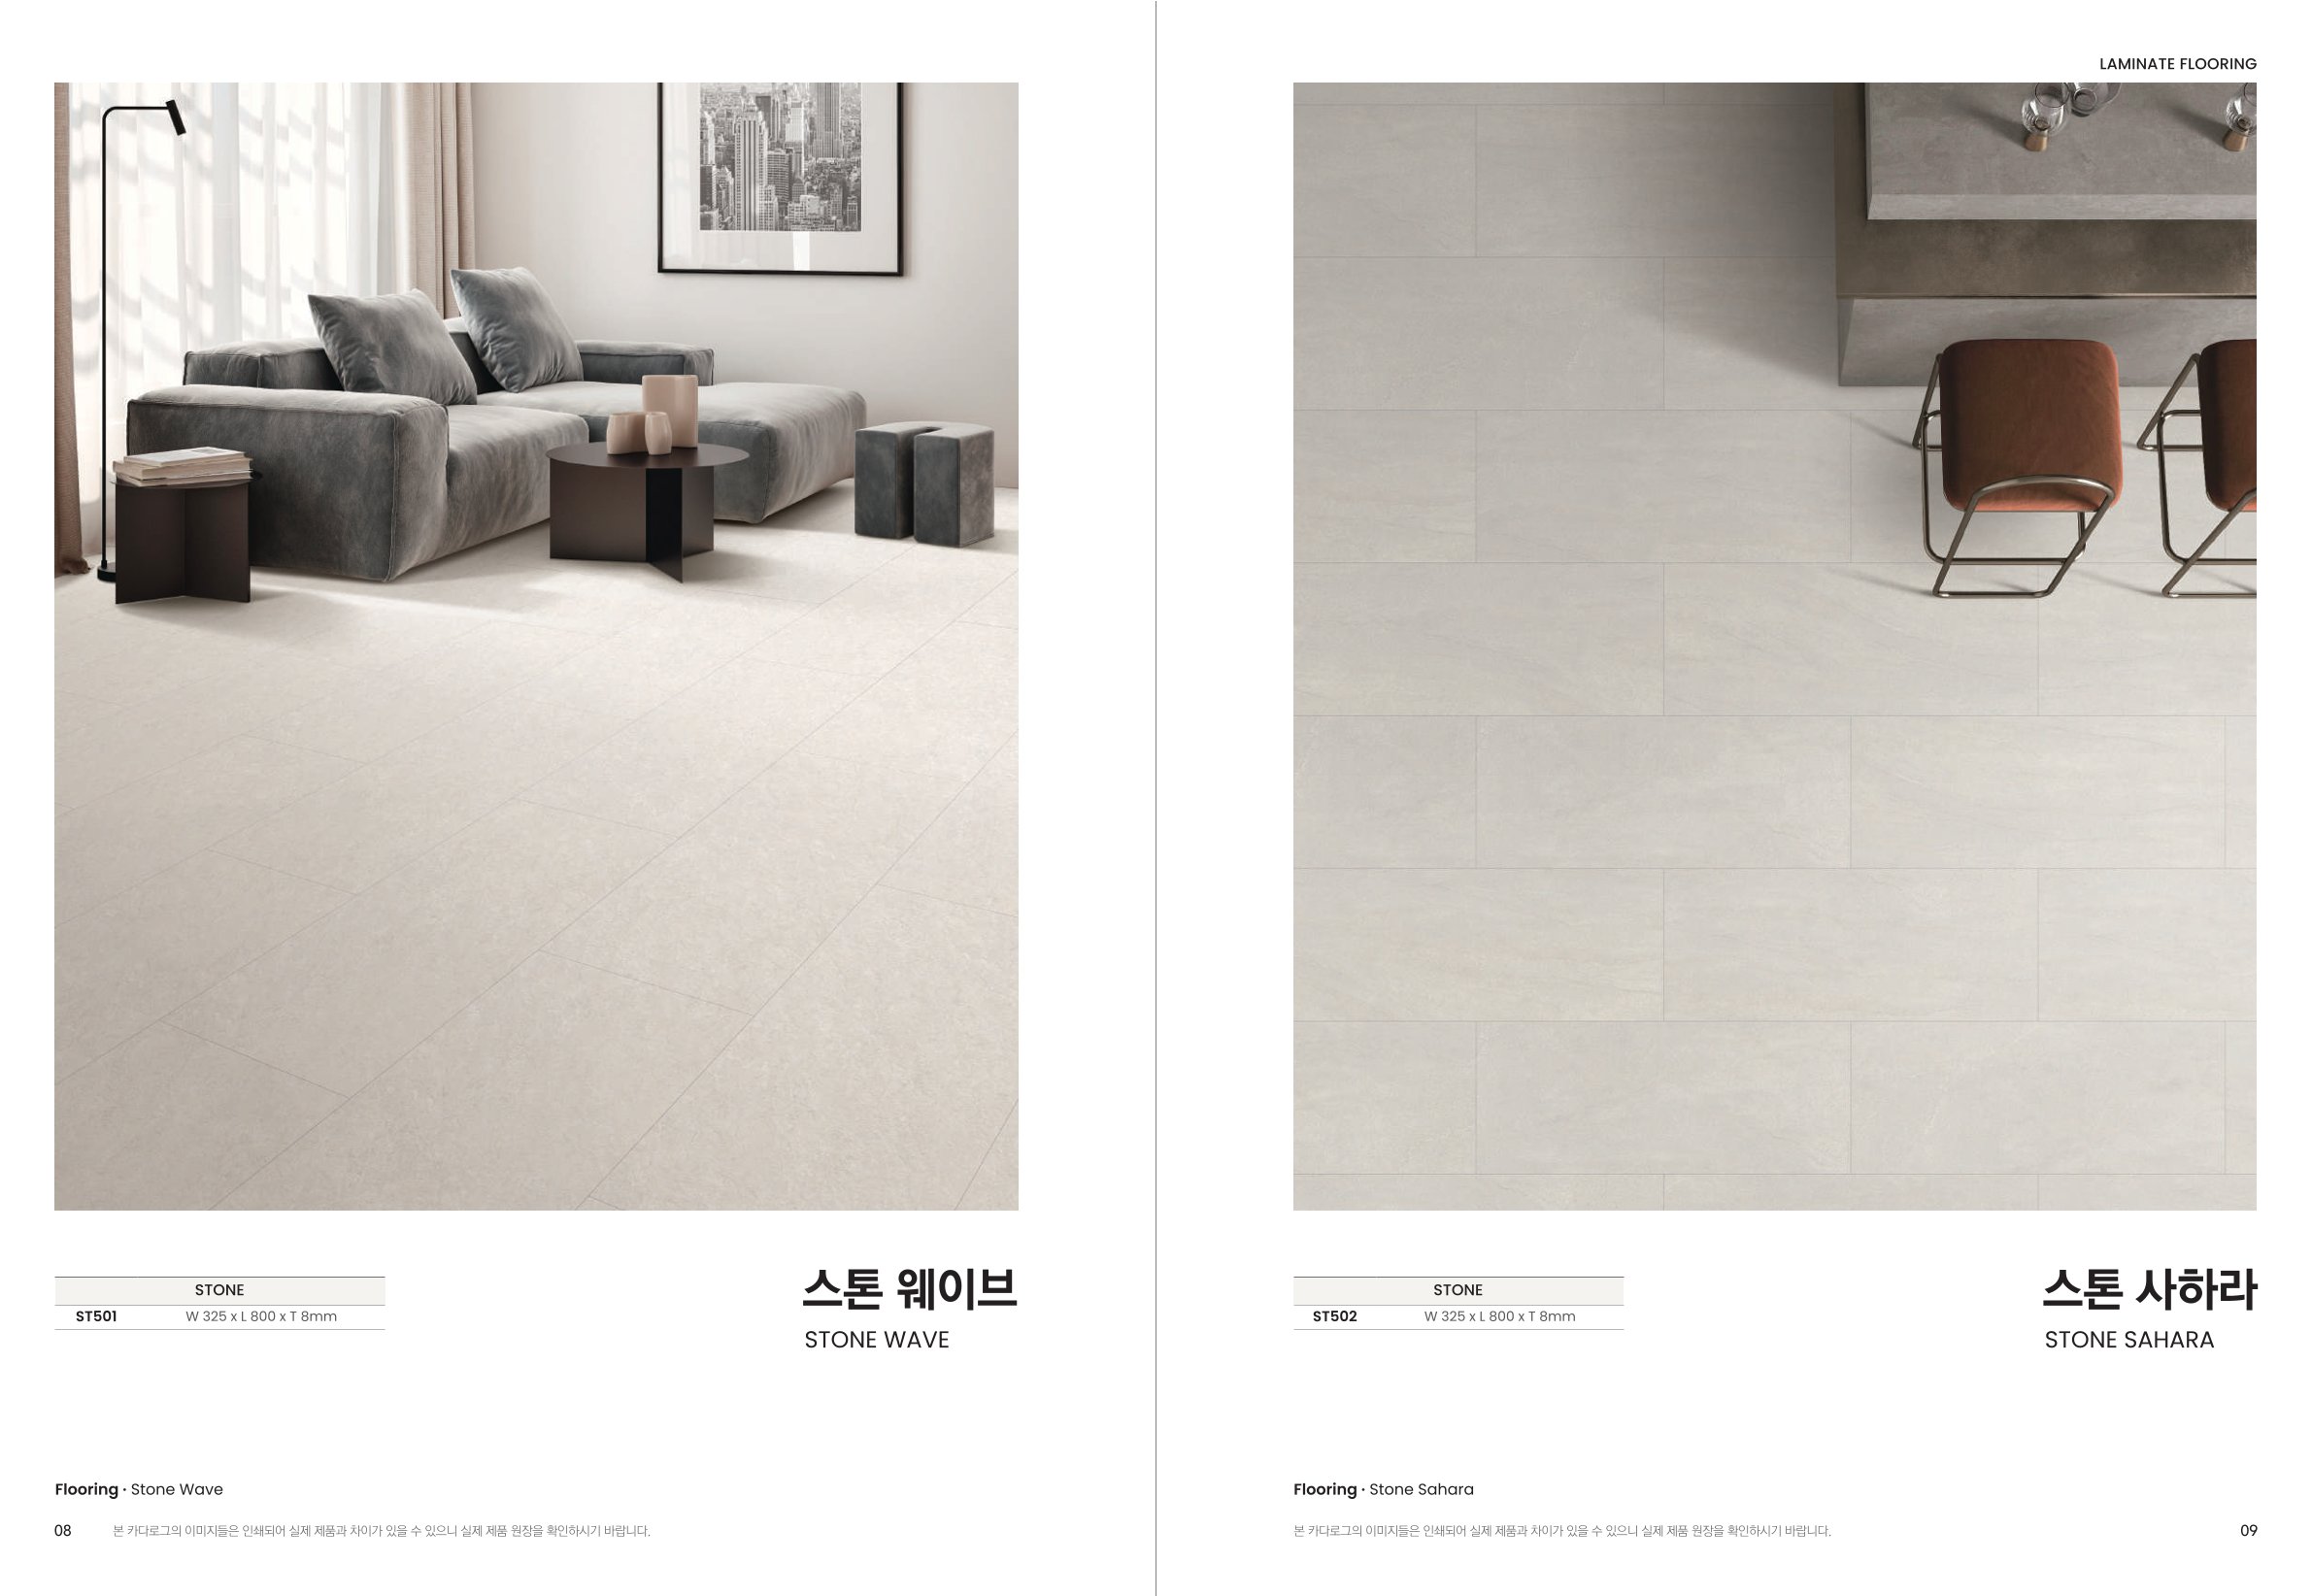 STONE
ST501 W 325 x L 800 x T 8mm
스톤 웨이브
STONE WAVE
Flooring · Stone Wave
08 본 카다로그의 이미지들은 인쇄되어 실제 제품과 차이가 있을 수 있으니 실제 제품 원장을 확인하시기 바랍니다.
LAMINATE FLOORING
STONE
ST502 W 325 x L 800 x T 8mm
스톤 사하라
STONE SAHARA
Flooring · Stone Sahara
본 카다로그의 이미지들은 인쇄되어 실제 제품과 차이가 있을 수 있으니 실제 제품 원장을 확인하시기 바랍니다. 09